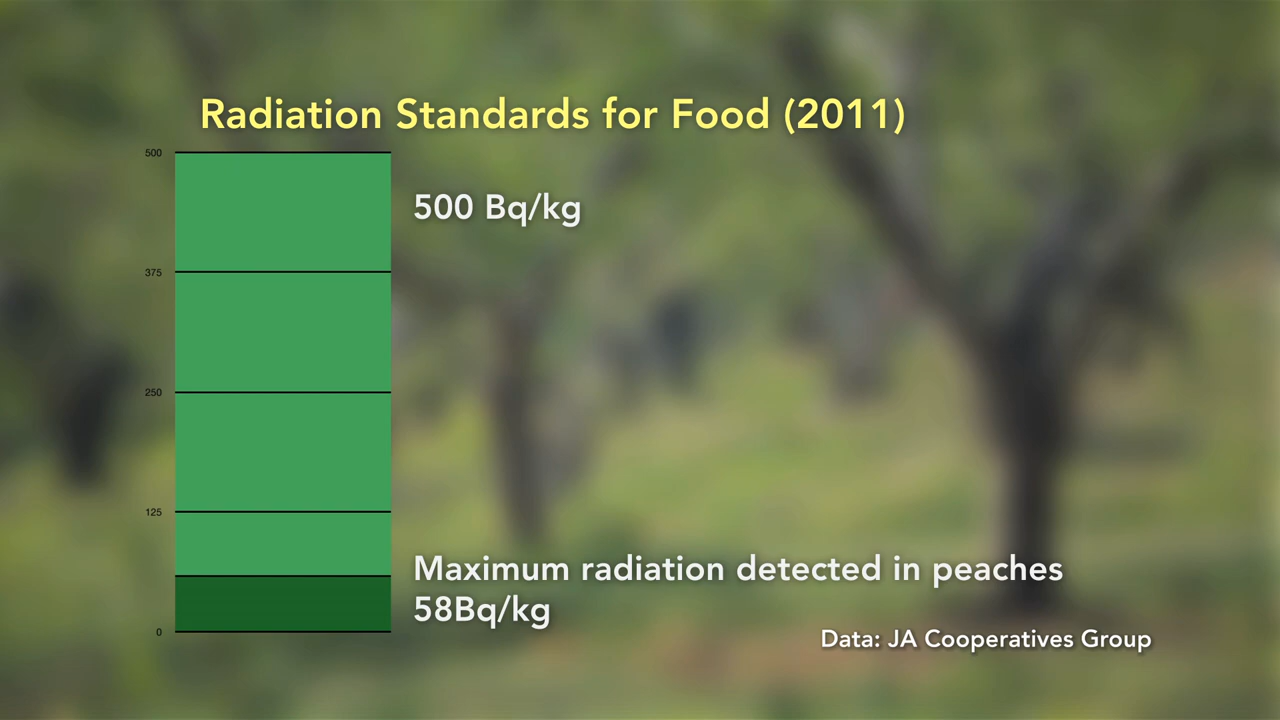 Radiation Standards for Food (2011)
500
500 Bq/kg
375
250
125
Maximum radiation detected in peaches
58Bq/kg
0
Data: JA Cooperatives Group